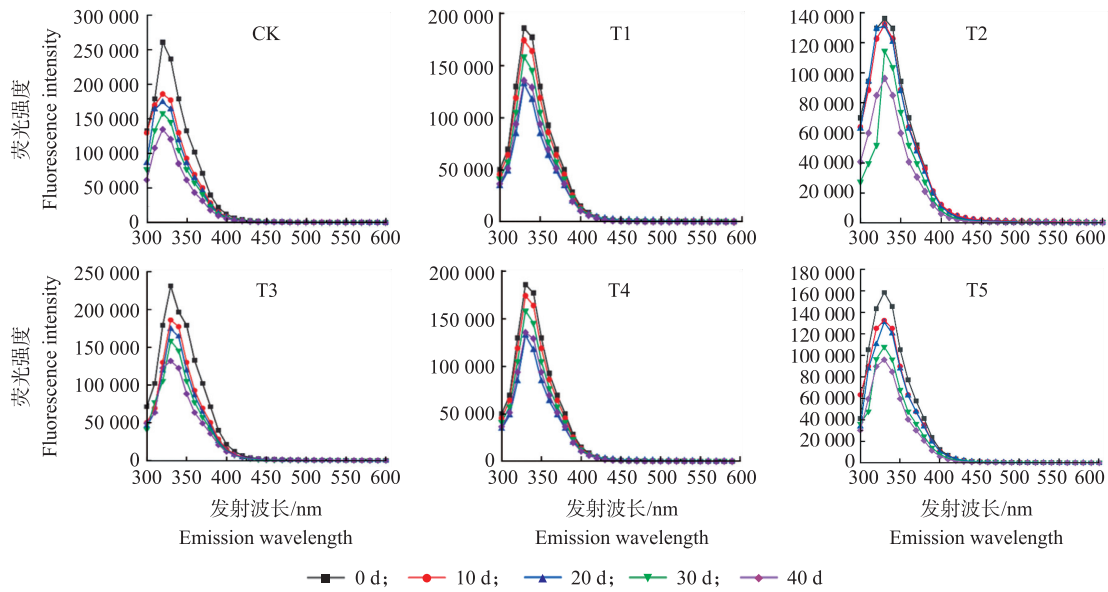 荧光强度
Fluorescence intensity
300 000
250 000
200 000
150 000
100 000
50 000
0
CK
300 350 400 450 500 550 600
200 000
150 000
100 000
50 000
0
T1
300 350 400 450 500 550 600
140 000
120 000
100 000
80 000
60 000
40 000
20 000
0
T2
300 350 400 450 500 550 600
荧光强度
Fluorescence intensity
250 000
200 000
150 000
100 000
50 000
0
T3
300 350 400 450 500 550 600
发射波长/nm
Emission wavelength
200 000
150 000
100 000
50 000
0
T4
300 350 400 450 500 550 600
发射波长/nm
Emission wavelength
180 000
160 000
140 000
120 000
100 000
80 000
60 000
40 000
20 000
0
T5
300 350 400 450 500 550 600
发射波长/nm
Emission wavelength
0 d; 10 d; 20 d; 30 d; 40 d